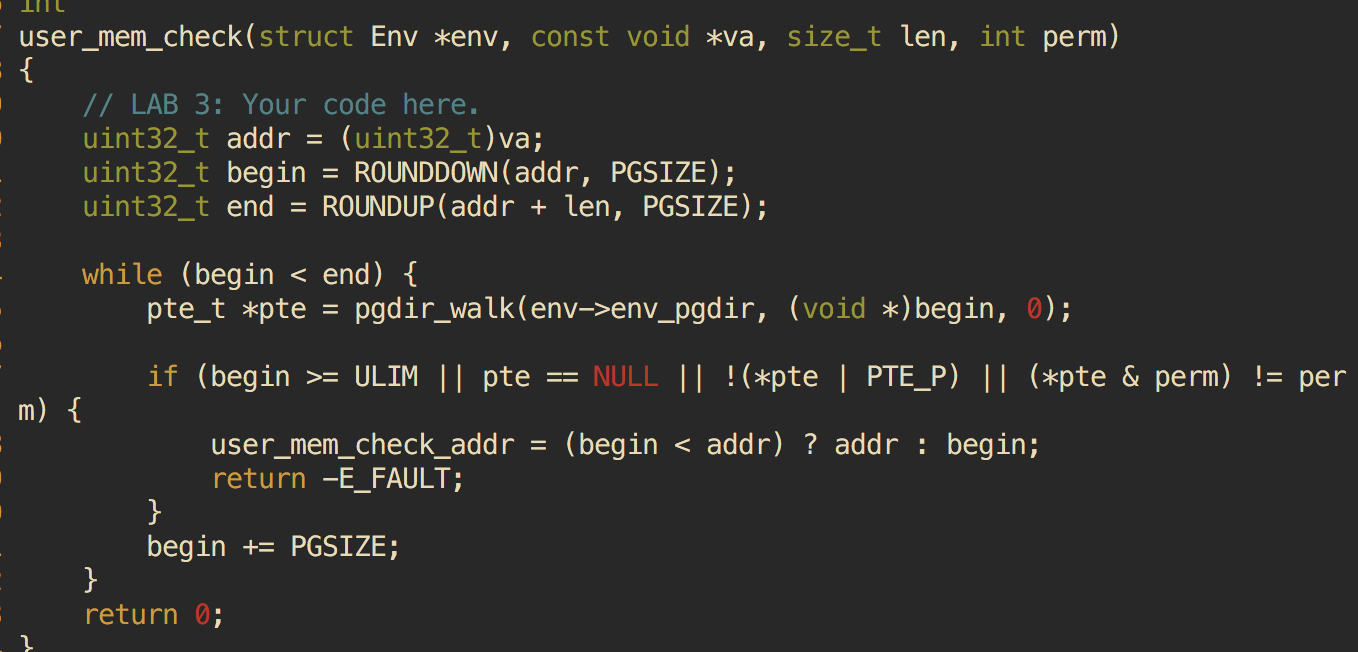 int
user_mem_check(struct Env *env, const void *va, size_t len, int perm)
{
    // LAB 3: Your code here.
    uint32_t addr = (uint32_t)va;
    uint32_t begin = ROUNDDOWN(addr, PGSIZE);
    uint32_t end = ROUNDUP(addr + len, PGSIZE);

    while (begin < end) {
        pte_t *pte = pgdir_walk(env->env_pgdir, (void *)begin, 0);

        if (begin >= ULIM || pte == NULL || !(*pte | PTE_P) || (*pte & perm) != per
m) {
            user_mem_check_addr = (begin < addr) ? addr : begin;
            return -E_FAULT;
        }
        begin += PGSIZE;
    }
    return 0;
}